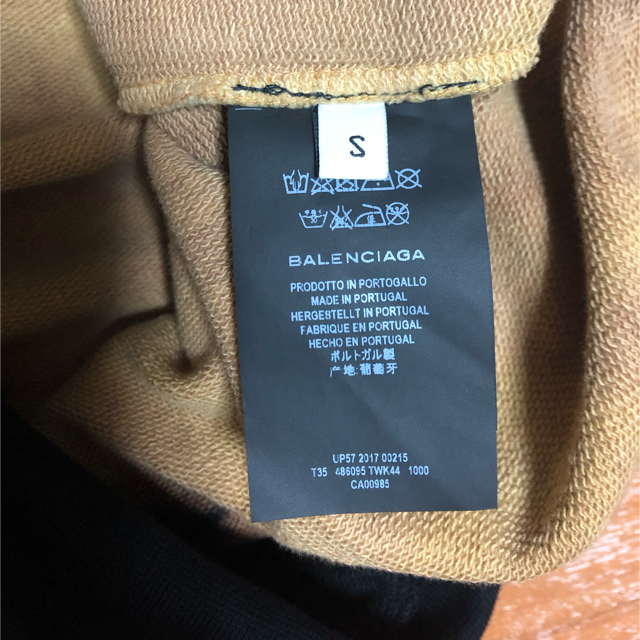 S
BALENCIAGA
PRODOTTO IN PORTOGALLO
MADE IN PORTUGAL
HERGESTELLT IN PORTUGAL
FABRIQUE EN PORTUGAL
HECHO EN PORTUGAL
ポルトガル製
产地:葡萄牙
UP57 2017 00215
T35 486095 TWK44 1000
CA00985